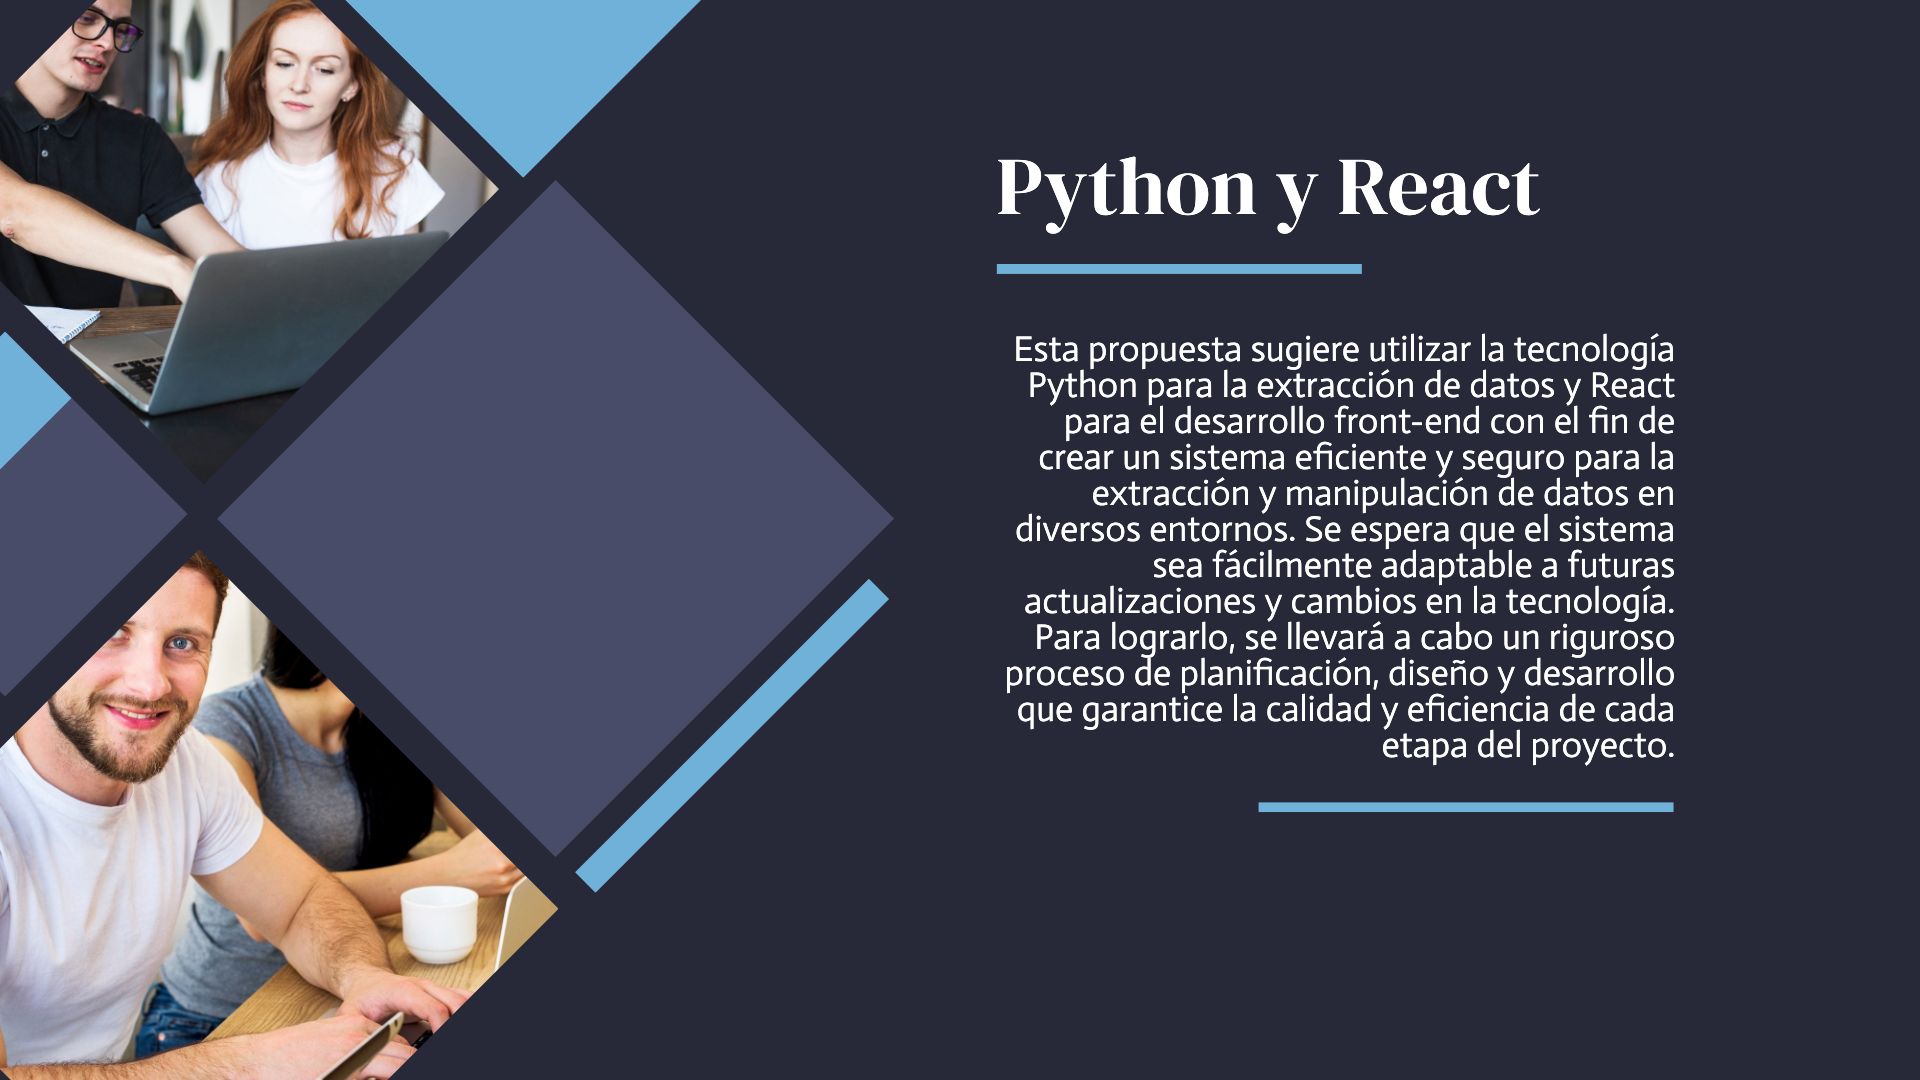 Python y React
Esta propuesta sugiere utilizar la tecnología
Python para la extracción de datos y React
para el desarrollo front-end con el fin de
crear un sistema eficiente y seguro para la
extracción y manipulación de datos en
diversos entornos. Se espera que el sistema
sea fácilmente adaptable a futuras
actualizaciones y cambios en la tecnología.
Para lograrlo, se llevará a cabo un riguroso
proceso de planificación, diseño y desarrollo
que garantice la calidad y eficiencia de cada
etapa del proyecto.